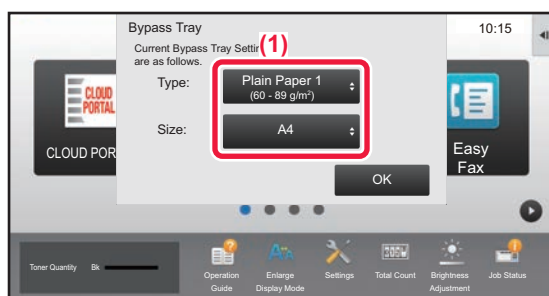 Bypass Tray
10:15
(1)
Current Bypass Tray Settin
are as follows.
Type:
Plain Paper 1
(60 - 89 g/m²)
Size:
A4
OK
CLOUD
PORTAL
CLOUD POR
Easy
Fax
Toner Quantity Bk
Operation
Guide
Enlarge
Display Mode
Settings
Total Count
Brightness
Adjustment
Job Status